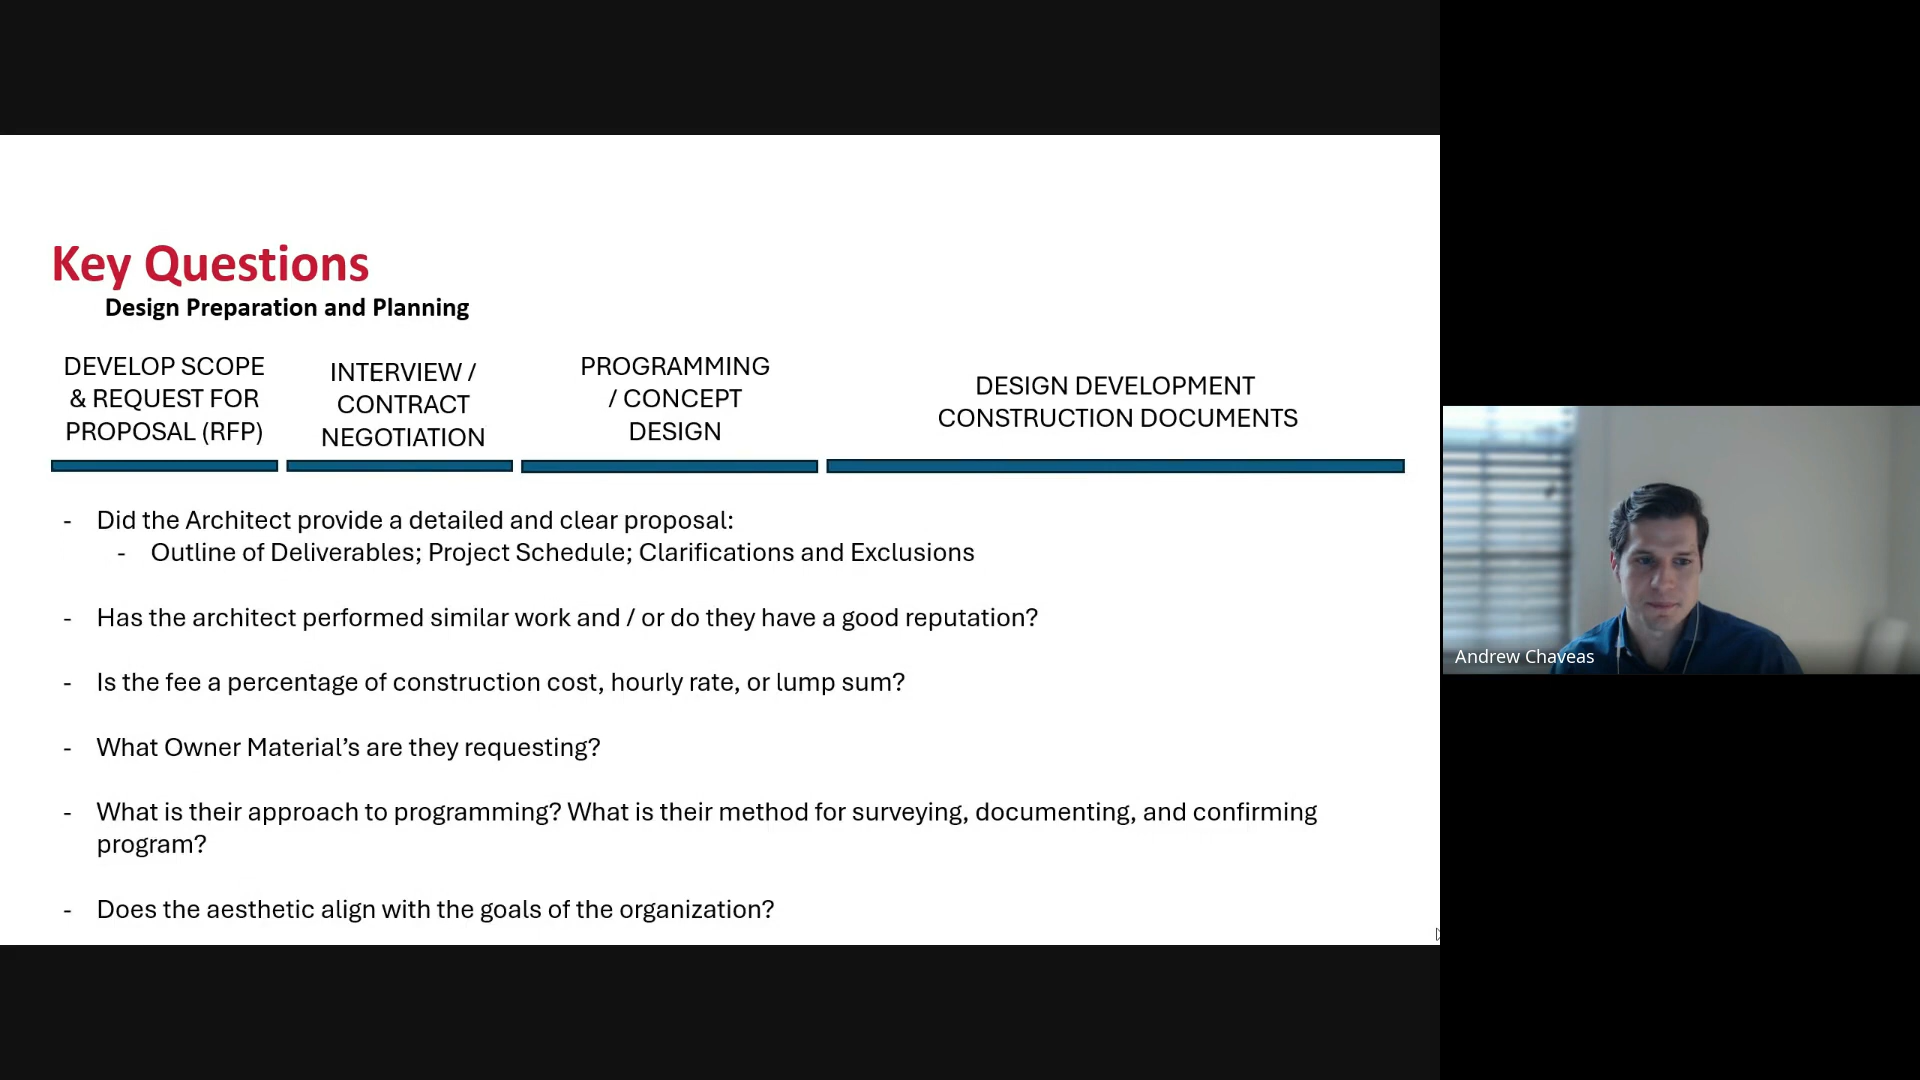 Key Questions
Design Preparation and Planning
DEVELOP SCOPE
& REQUEST FOR
PROPOSAL (RFP)
INTERVIEW /
CONTRACT
NEGOTIATION
PROGRAMMING
/ CONCEPT
DESIGN
DESIGN DEVELOPMENT
CONSTRUCTION DOCUMENTS
- Did the Architect provide a detailed and clear proposal:
- Outline of Deliverables; Project Schedule; Clarifications and Exclusions
- Has the architect performed similar work and / or do they have a good reputation?
- Is the fee a percentage of construction cost, hourly rate, or lump sum?
- What Owner Material’s are they requesting?
- What is their approach to programming? What is their method for surveying, documenting, and confirming
program?
- Does the aesthetic align with the goals of the organization?
Andrew Chaveas